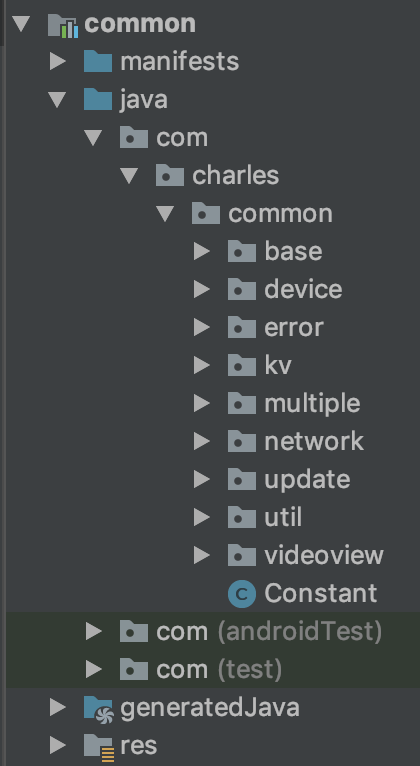 common
manifests
java
com
charles
common
base
device
error
kv
multiple
network
update
util
videoview
C Constant
com (androidTest)
com (test)
generatedJava
res